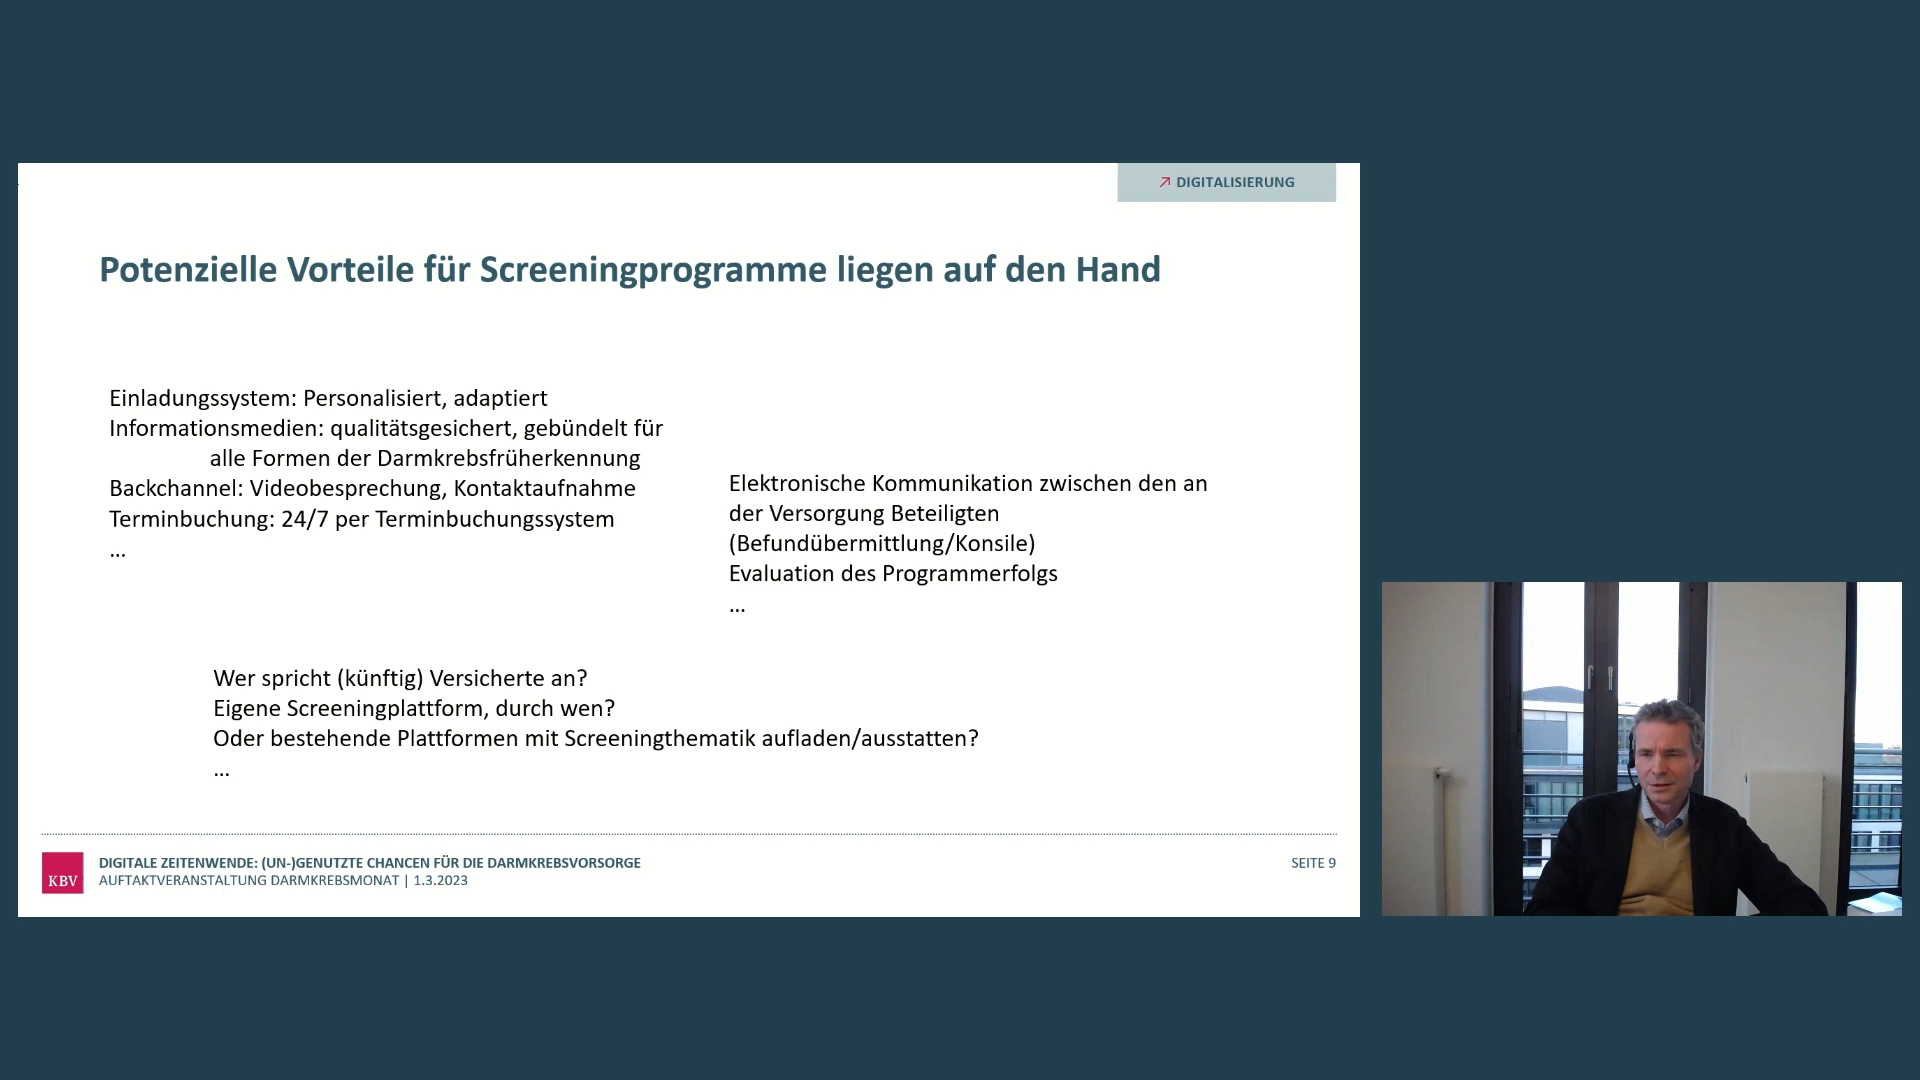 DIGITALISIERUNG
Potenzielle Vorteile für Screeningprogramme liegen auf den Hand
Einladungssystem: Personalisiert, adaptiert
Informationsmedien: qualitätsgesichert, gebündelt für
alle Formen der Darmkrebsfrüherkennung
Backchannel: Videobesprechung, Kontaktaufnahme
Terminbuchung: 24/7 per Terminbuchungssystem
...
Elektronische Kommunikation zwischen den an
der Versorgung Beteiligten
(Befundübermittlung/Konsile)
Evaluation des Programmerfolgs
...
Wer spricht (künftig) Versicherte an?
Eigene Screeningplattform, durch wen?
Oder bestehende Plattformen mit Screeningthematik aufladen/ausstatten?
...
KBV
DIGITALE ZEITENWENDE: (UN-)GENUTZTE CHANCEN FÜR DIE DARMKREBSVORSORGE
AUFTAKTVERANSTALTUNG DARMKREBSMONAT | 1.3.2023
SEITE 9